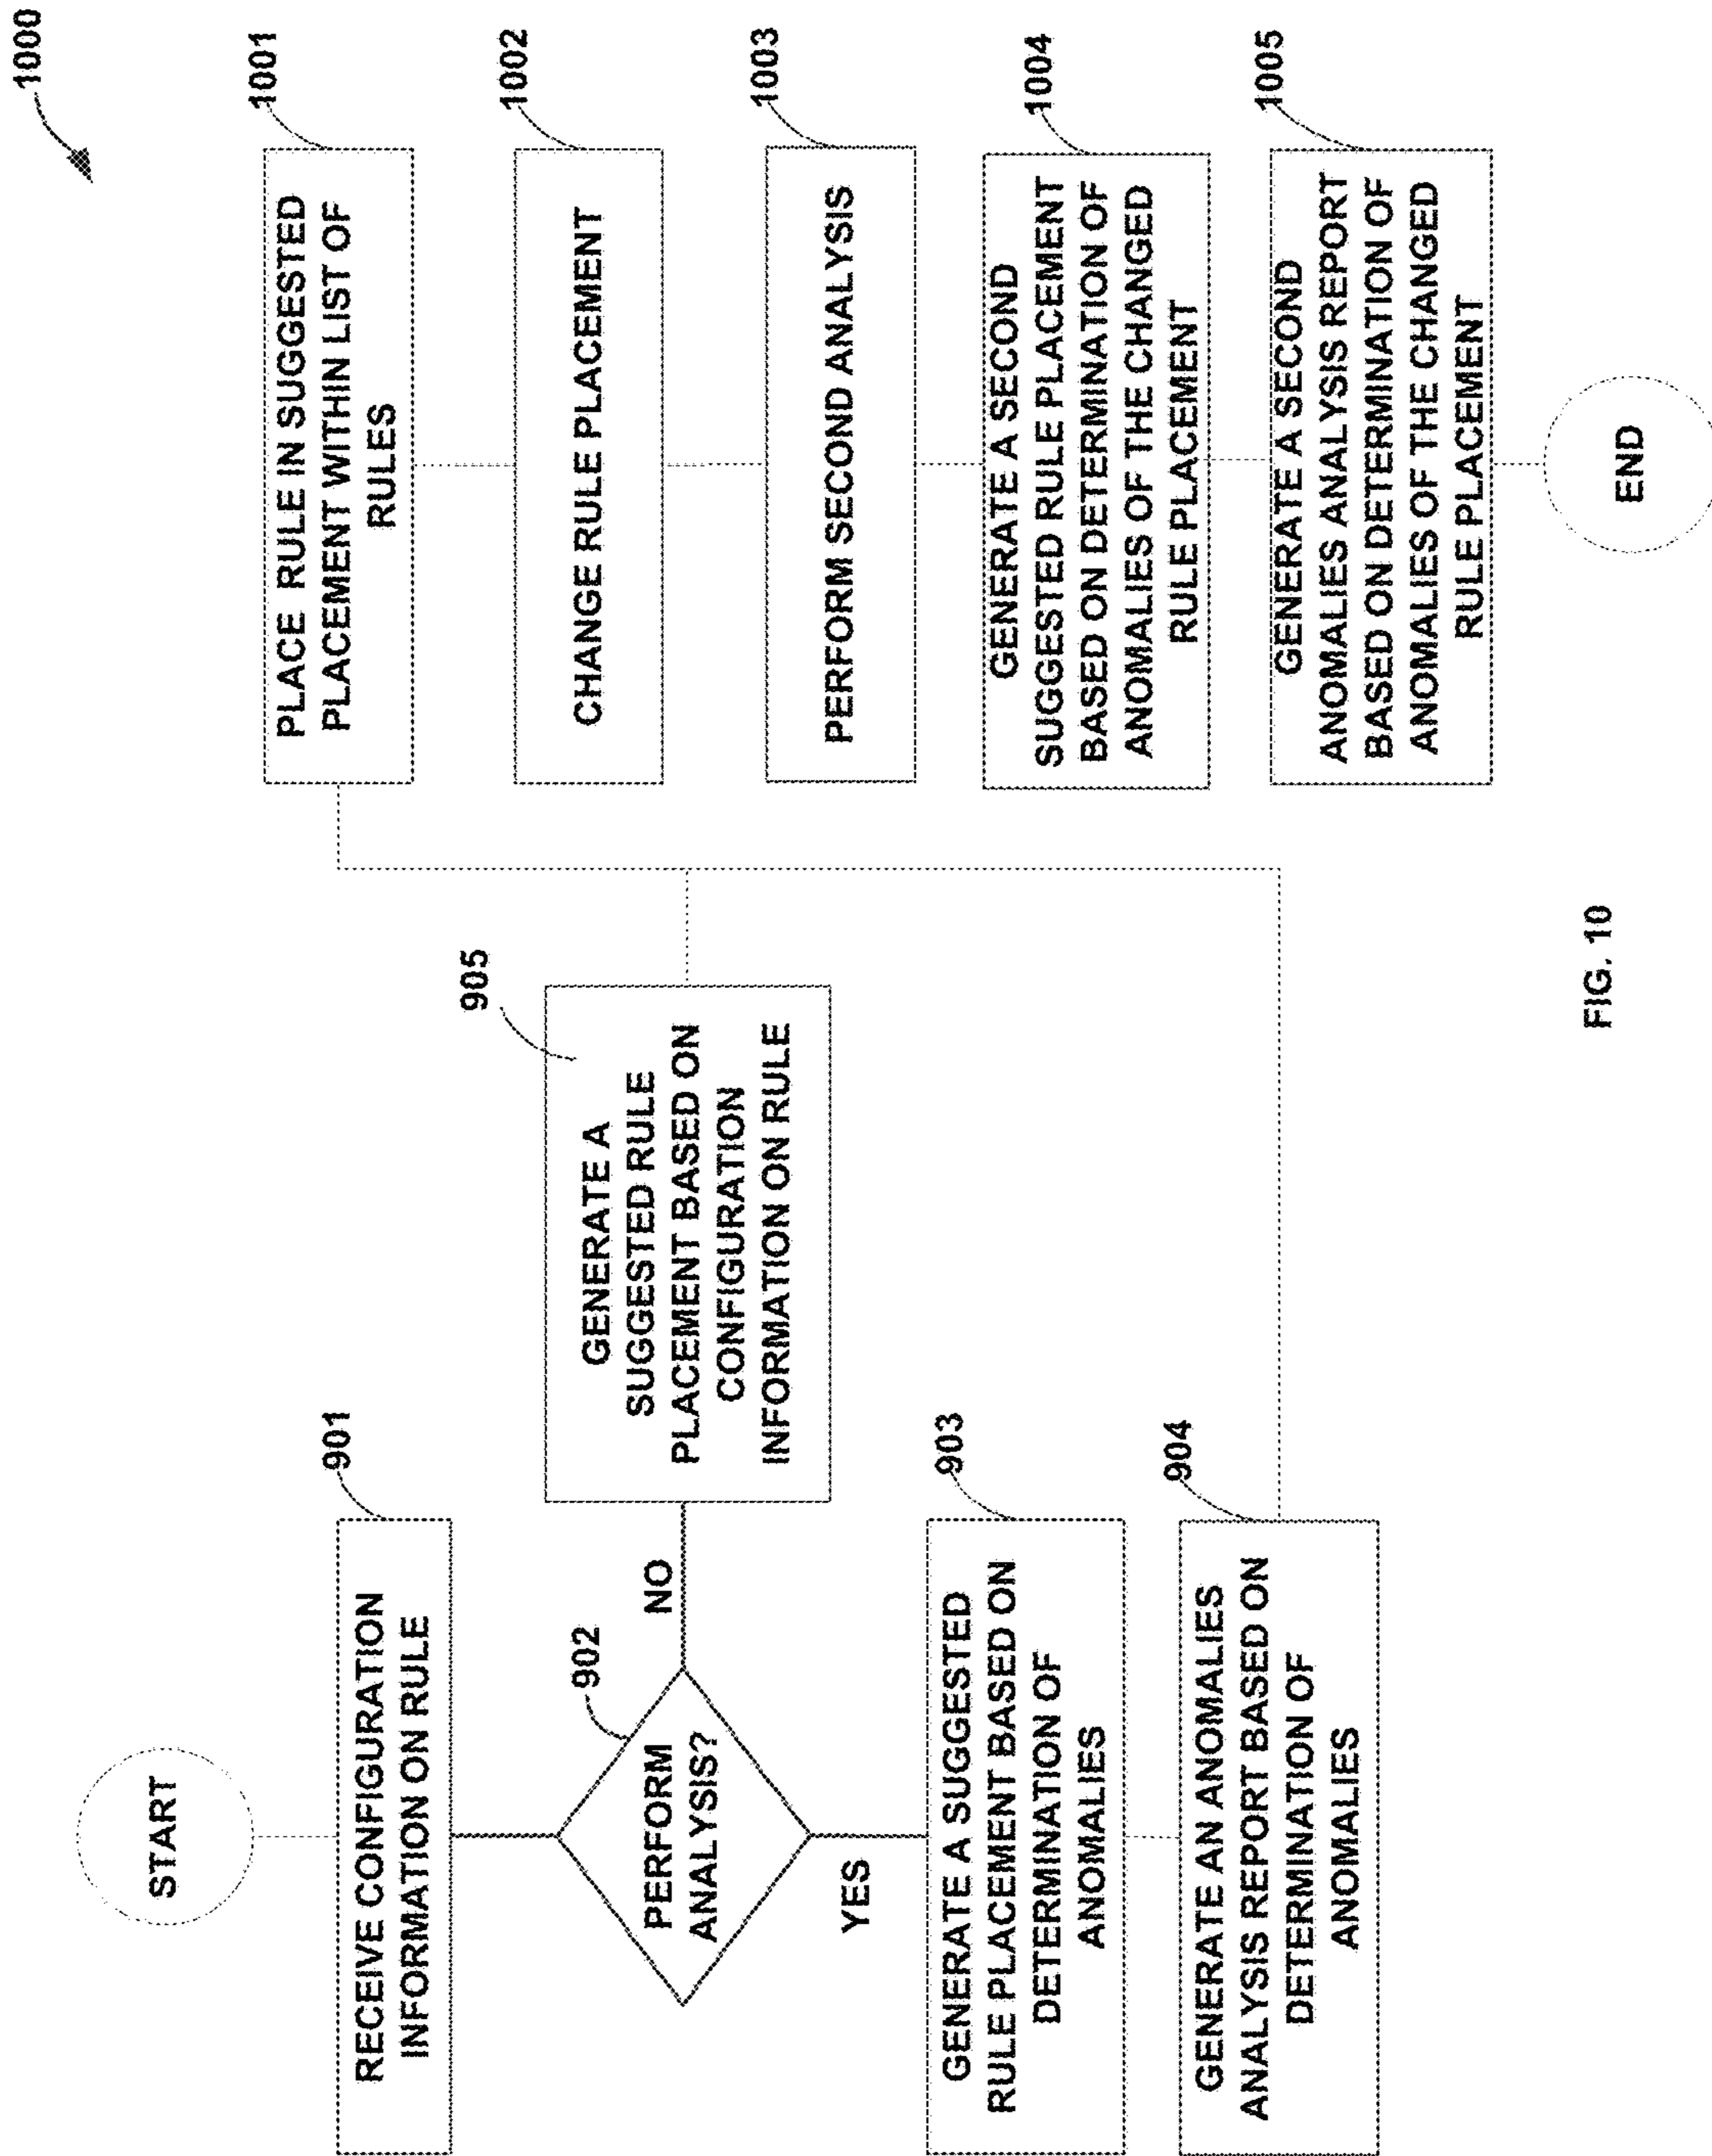 1000
START
RECEIVE CONFIGURATION
INFORMATION ON RULE
901
PERFORM
ANALYSIS?
902
NO
YES
GENERATE A SUGGESTED
RULE PLACEMENT BASED ON
DETERMINATION OF
ANOMALIES
903
GENERATE AN ANOMALIES
ANALYSIS REPORT BASED ON
DETERMINATION OF
ANOMALIES
904
GENERATE A
SUGGESTED RULE
PLACEMENT BASED ON
CONFIGURATION
INFORMATION ON RULE
905
PLACE RULE IN SUGGESTED
PLACEMENT WITHIN LIST OF
RULES
1001
CHANGE RULE PLACEMENT
1002
PERFORM SECOND ANALYSIS
1003
GENERATE A SECOND
SUGGESTED RULE PLACEMENT
BASED ON DETERMINATION OF
ANOMALIES OF THE CHANGED
RULE PLACEMENT
1004
GENERATE A SECOND
ANOMALIES ANALYSIS REPORT
BASED ON DETERMINATION OF
ANOMALIES OF THE CHANGED
RULE PLACEMENT
1005
END
FIG. 10